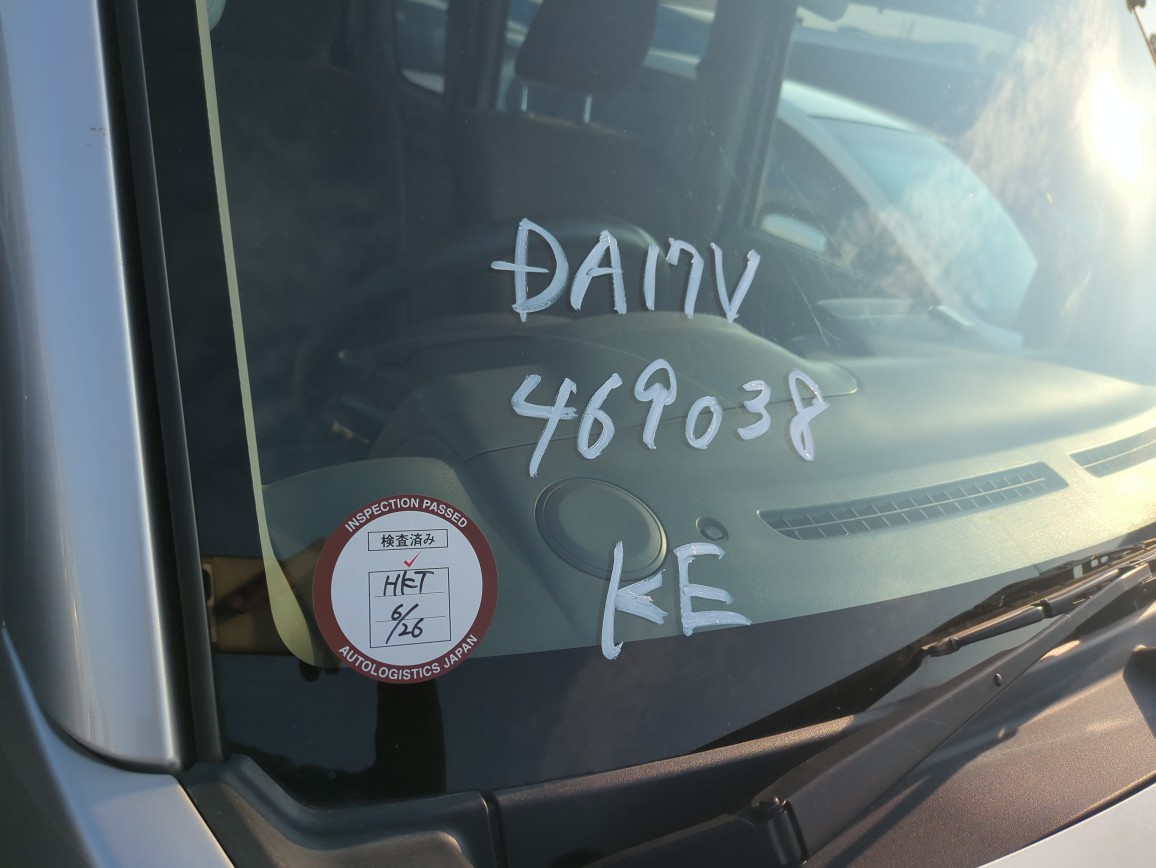 DA17V
469038
KE
INSPECTION PASSED
検査済み
HKT
6/26
AUTOLOGISTICS JAPAN